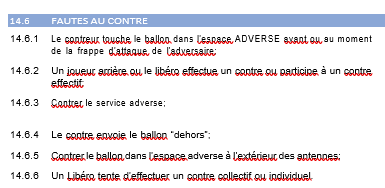 14.6 FAUTES AU CONTRE
14.6.1 Le contreur touche le ballon dans l'espace ADVERSE avant ou au moment
de la frappe d'attaque de l'adversaire;
14.6.2 Un joueur arrière ou le libéro effectue un contre ou participe à un contre
effectif;
14.6.3 Contrer le service adverse;
14.6.4 Le contre envoie le ballon "dehors";
14.6.5 Contrer le ballon dans l'espace adverse à l'extérieur des antennes;
14.6.6 Un Libéro tente d'effectuer un contre collectif ou individuel.